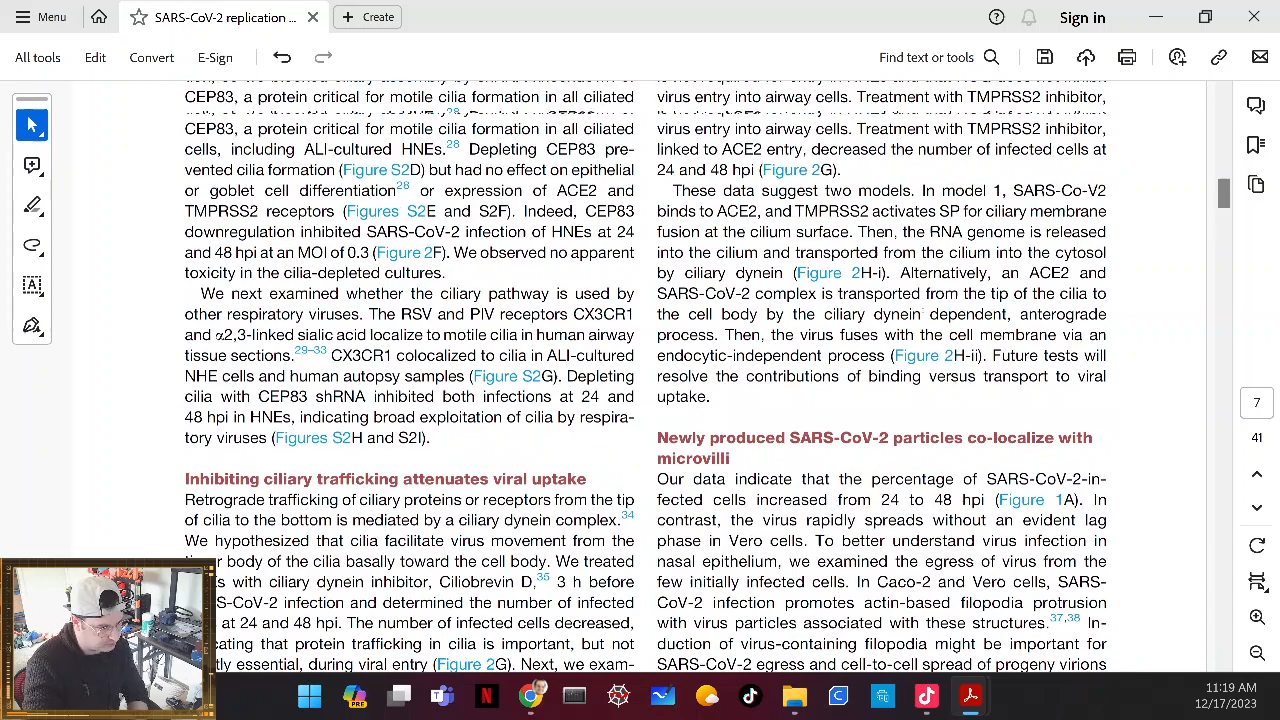 Menu
SARS-CoV-2 replication ...
Create
Sign in
All tools
Edit
Convert
E-Sign
Find text or tools
CEP83, a protein critical for motile cilia formation in all ciliated
CEP83, a protein critical for motile cilia formation in all ciliated
cells, including ALI-cultured HNEs.28 Depleting CEP83 pre-
vented cilia formation (Figure S2D) but had no effect on epithelial
or goblet cell differentiation28 or expression of ACE2 and
TMPRSS2 receptors (Figures S2E and S2F). Indeed, CEP83
downregulation inhibited SARS-CoV-2 infection of HNEs at 24
and 48 hpi at an MOI of 0.3 (Figure 2F). We observed no apparent
toxicity in the cilia-depleted cultures.
We next examined whether the ciliary pathway is used by
other respiratory viruses. The RSV and PIV receptors CX3CR1
and α2,3-linked sialic acid localize to motile cilia in human airway
tissue sections.29–33 CX3CR1 colocalized to cilia in ALI-cultured
NHE cells and human autopsy samples (Figure S2G). Depleting
cilia with CEP83 shRNA inhibited both infections at 24 and
48 hpi in HNEs, indicating broad exploitation of cilia by respira-
tory viruses (Figures S2H and S2I).
Inhibiting ciliary trafficking attenuates viral uptake
Retrograde trafficking of ciliary proteins or receptors from the tip
of cilia to the bottom is mediated by a ciliary dynein complex.34
We hypothesized that cilia facilitate virus movement from the
body of the cilia basally toward the cell body. We treated
with ciliary dynein inhibitor, Ciliobrevin D,35 3 h before
S-CoV-2 infection and determined the number of infected
at 24 and 48 hpi. The number of infected cells decreased,
cating that protein trafficking in cilia is important, but not
essential, during viral entry (Figure 2G). Next, we exam-
virus entry into airway cells. Treatment with TMPRSS2 inhibitor,
virus entry into airway cells. Treatment with TMPRSS2 inhibitor,
linked to ACE2 entry, decreased the number of infected cells at
24 and 48 hpi (Figure 2G).
These data suggest two models. In model 1, SARS-Co-V2
binds to ACE2, and TMPRSS2 activates SP for ciliary membrane
fusion at the cilium surface. Then, the RNA genome is released
into the cilium and transported from the cilium into the cytosol
by ciliary dynein (Figure 2H-i). Alternatively, an ACE2 and
SARS-CoV-2 complex is transported from the tip of the cilia to
the cell body by the ciliary dynein dependent, anterograde
process. Then, the virus fuses with the cell membrane via an
endocytic-independent process (Figure 2H-ii). Future tests will
resolve the contributions of binding versus transport to viral
uptake.
Newly produced SARS-CoV-2 particles co-localize with
microvilli
Our data indicate that the percentage of SARS-CoV-2-in-
fected cells increased from 24 to 48 hpi (Figure 1A). In
contrast, the virus rapidly spreads without an evident lag
phase in Vero cells. To better understand virus infection in
nasal epithelium, we examined the egress of virus from the
few initially infected cells. In Caco-2 and Vero cells, SARS-
CoV-2 infection promotes actin-based filopodia protrusion
with virus particles associated with these structures.37,38 In-
duction of virus-containing filopodia might be important for
SARS-CoV-2 egress and cell-to-cell spread of progeny virions
7
41
PRE
11:19 AM
12/17/2023